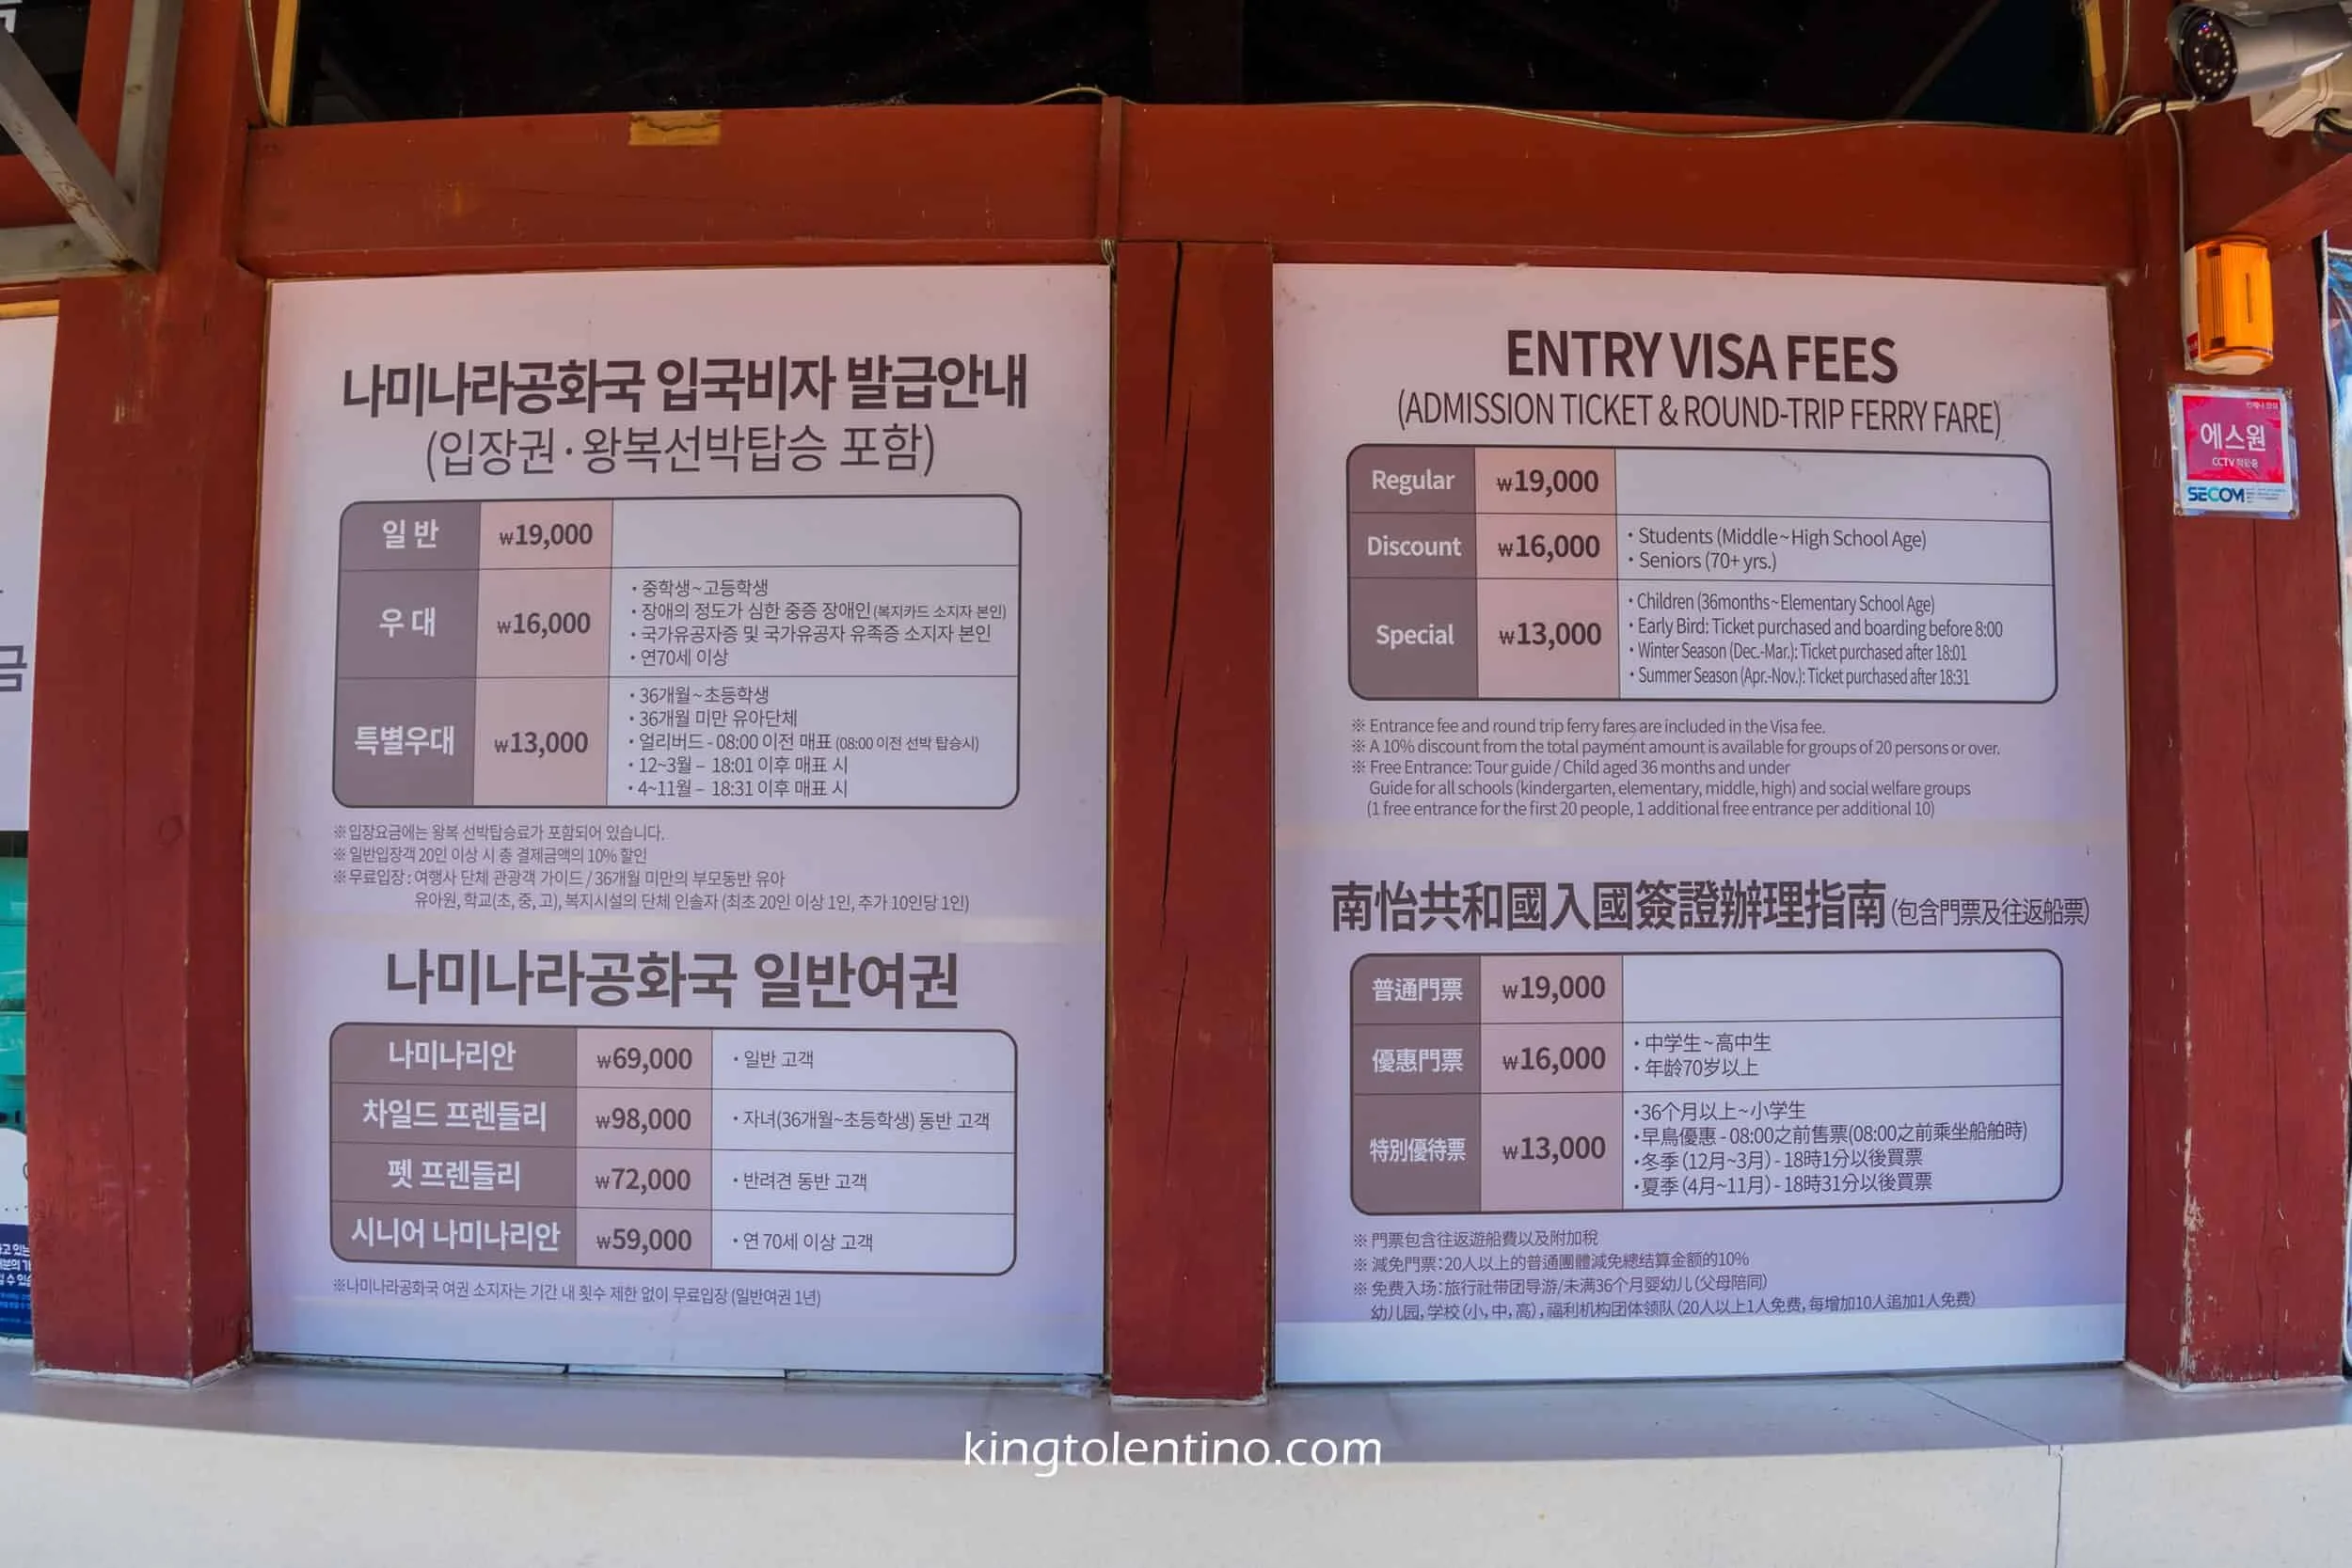 나미나라공화국 입국비자 발급안내
(입장권·왕복선박탑승 포함)
일 반 ₩19,000
우 대 ₩16,000
• 중학생~고등학생
• 장애의 정도가 심한 중증 장애인 (복지카드 소지자 본인)
• 국가유공자증 및 국가유공자 유족증 소지자 본인
• 연70세 이상
특별우대 ₩13,000
• 36개월~초등학생
• 36개월 미만 유아단체
• 얼리버드 - 08:00 이전 매표 (08:00 이전 선박 탑승시)
• 12~3월 – 18:01 이후 매표 시
• 4~11월 – 18:31 이후 매표 시
※ 입장요금에는 왕복 선박탑승료가 포함되어 있습니다.
※ 일반입장객 20인 이상 시 총 결제금액의 10% 할인
※ 무료입장 : 여행사 단체 관광객 가이드 / 36개월 미만의 부모동반 유아
유아원, 학교(초, 중, 고), 복지시설의 단체 인솔자 (최초 20인 이상 1인, 추가 10인당 1인)
나미나라공화국 일반여권
나미나리안 ₩69,000 • 일반 고객
차일드 프렌들리 ₩98,000 • 자녀(36개월~초등학생) 동반 고객
펫 프렌들리 ₩72,000 • 반려견 동반 고객
시니어 나미나리안 ₩59,000 • 연 70세 이상 고객
※나미나라공화국 여권 소지자는 기간 내 횟수 제한 없이 무료입장 (일반여권 1년)
ENTRY VISA FEES
(ADMISSION TICKET & ROUND-TRIP FERRY FARE)
Regular ₩19,000
Discount ₩16,000
• Students (Middle~High School Age)
• Seniors (70+ yrs.)
Special ₩13,000
• Children (36months~Elementary School Age)
• Early Bird: Ticket purchased and boarding before 8:00
• Winter Season (Dec.-Mar.): Ticket purchased after 18:01
• Summer Season (Apr.-Nov.): Ticket purchased after 18:31
※ Entrance fee and round trip ferry fares are included in the Visa fee.
※ A 10% discount from the total payment amount is available for groups of 20 persons or over.
※ Free Entrance: Tour guide / Child aged 36 months and under
Guide for all schools (kindergarten, elementary, middle, high) and social welfare groups
(1 free entrance for the first 20 people, 1 additional free entrance per additional 10)
南怡共和國入國簽證辦理指南 (包含門票及往返船票)
普通門票 ₩19,000
優惠門票 ₩16,000
• 中学生~高中生
• 年龄70岁以上
特別優待票 ₩13,000
•36个月以上~小学生
•早鳥優惠 - 08:00之前售票(08:00之前乘坐船舶時)
•冬季 (12月~3月) - 18時1分以後買票
•夏季 (4月~11月) - 18時31分以後買票
※ 門票包含往返遊船費以及附加稅
※ 減免門票:20人以上的普通團體減免總结算金额的10%
※ 免费入场:旅行社带团导游/未满36个月婴幼儿(父母陪同)
幼儿园, 学校(小, 中, 高), 福利机构团体领队 (20人以上1人免费, 每增加10人追加1人免费)
에스원
SECOM
금
kingtolentino.com